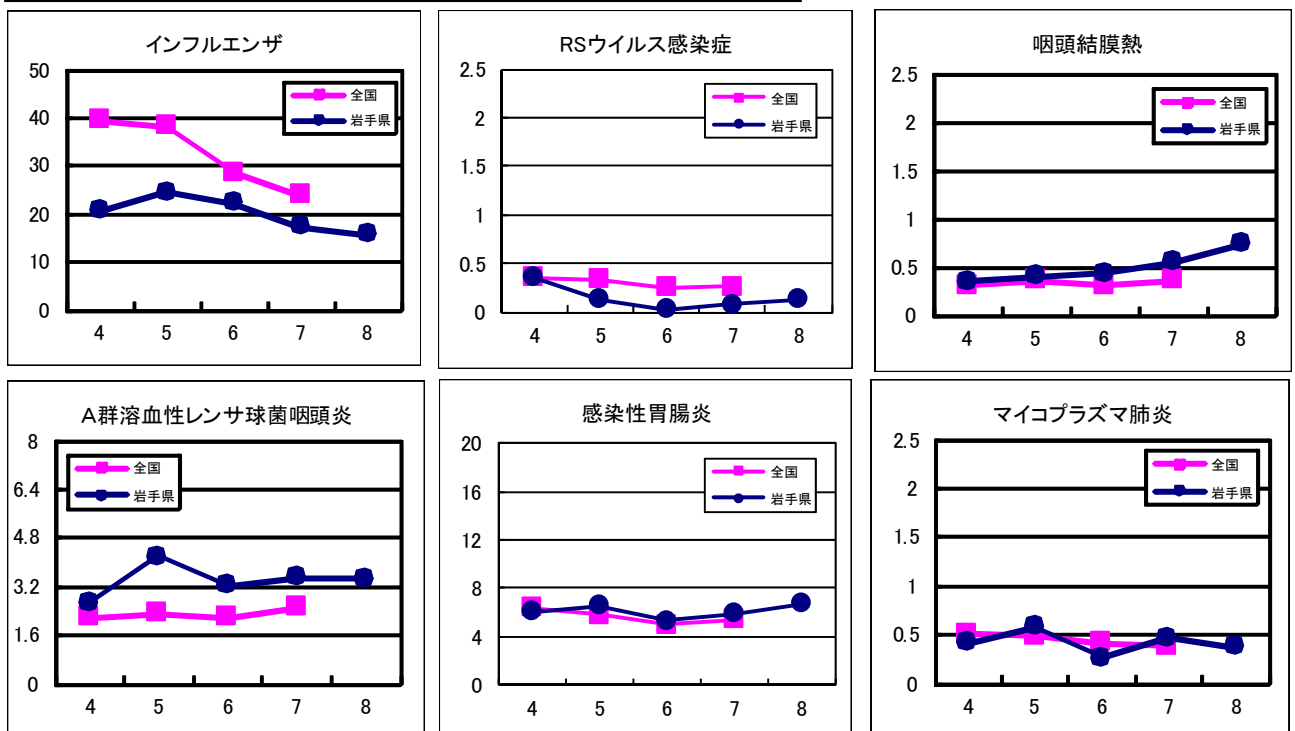 インフルエンザ
50
40
30
20
10
0
全国
岩手県
4 5 6 7 8
RSウイルス感染症
2.5
2
1.5
1
0.5
0
全国
岩手県
4 5 6 7 8
咽頭結膜熱
2.5
2
1.5
1
0.5
0
全国
岩手県
4 5 6 7 8
A群溶血性レンサ球菌咽頭炎
8
6.4
4.8
3.2
1.6
0
全国
岩手県
4 5 6 7 8
感染性胃腸炎
20
16
12
8
4
0
全国
岩手県
4 5 6 7 8
マイコプラズマ肺炎
2.5
2
1.5
1
0.5
0
全国
岩手県
4 5 6 7 8